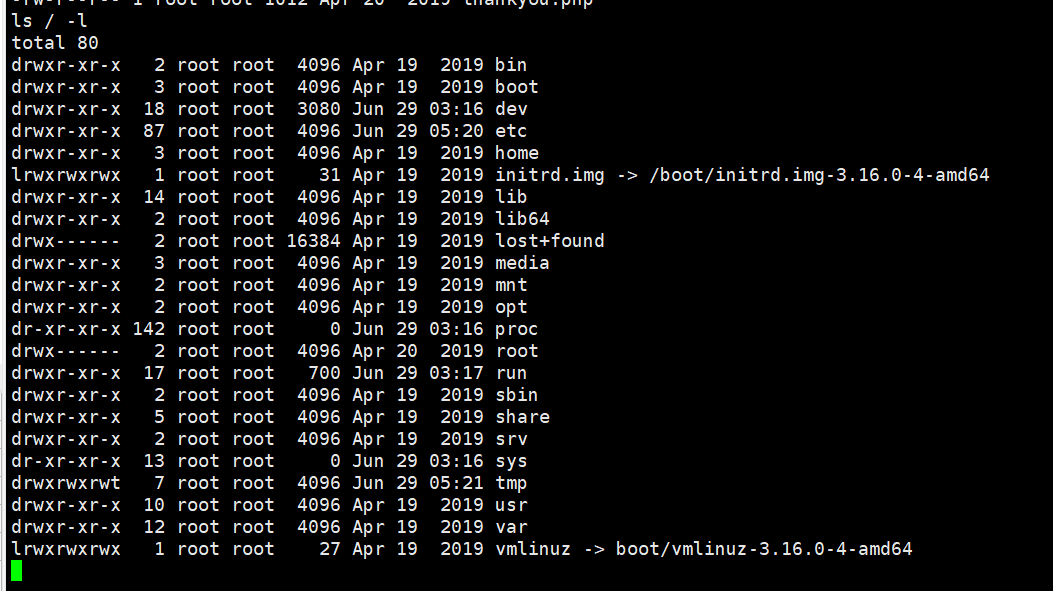 -rw-r--r-- 1 root root 1012 Apr 20  2019 thankyou.php
ls / -l
total 80
drwxr-xr-x   2 root root  4096 Apr 19  2019 bin
drwxr-xr-x   3 root root  4096 Apr 19  2019 boot
drwxr-xr-x  18 root root  3080 Jun 29 03:16 dev
drwxr-xr-x  87 root root  4096 Jun 29 05:20 etc
drwxr-xr-x   3 root root  4096 Apr 19  2019 home
lrwxrwxrwx   1 root root    31 Apr 19  2019 initrd.img -> /boot/initrd.img-3.16.0-4-amd64
drwxr-xr-x  14 root root  4096 Apr 19  2019 lib
drwxr-xr-x   2 root root  4096 Apr 19  2019 lib64
drwx------   2 root root 16384 Apr 19  2019 lost+found
drwxr-xr-x   3 root root  4096 Apr 19  2019 media
drwxr-xr-x   2 root root  4096 Apr 19  2019 mnt
drwxr-xr-x   2 root root  4096 Apr 19  2019 opt
dr-xr-xr-x 142 root root     0 Jun 29 03:16 proc
drwx------   2 root root  4096 Apr 20  2019 root
drwxr-xr-x  17 root root   700 Jun 29 03:17 run
drwxr-xr-x   2 root root  4096 Apr 19  2019 sbin
drwxr-xr-x   5 root root  4096 Apr 19  2019 share
drwxr-xr-x   2 root root  4096 Apr 19  2019 srv
dr-xr-xr-x  13 root root     0 Jun 29 03:16 sys
drwxrwxrwt   7 root root  4096 Jun 29 05:21 tmp
drwxr-xr-x  10 root root  4096 Apr 19  2019 usr
drwxr-xr-x  12 root root  4096 Apr 19  2019 var
lrwxrwxrwx   1 root root    27 Apr 19  2019 vmlinuz -> boot/vmlinuz-3.16.0-4-amd64